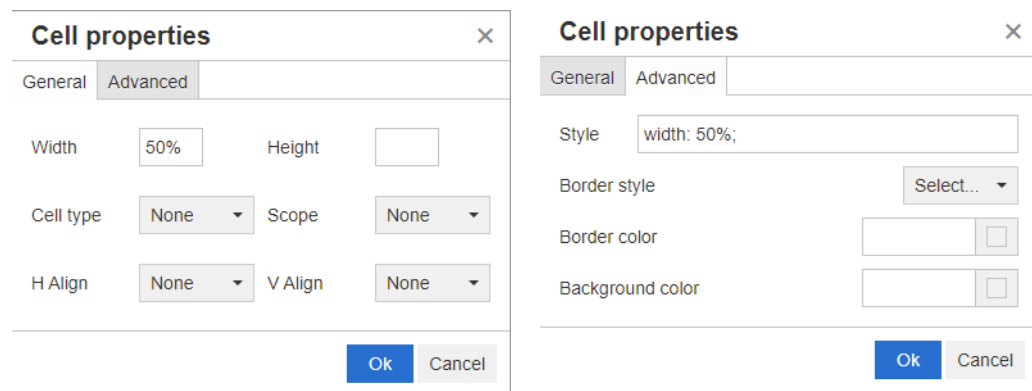 Cell properties ×
General Advanced
Width 50% Height
Cell type None Scope None
H Align None V Align None
Ok Cancel
Cell properties ×
General Advanced
Style width: 50%;
Border style Select...
Border color
Background color
Ok Cancel